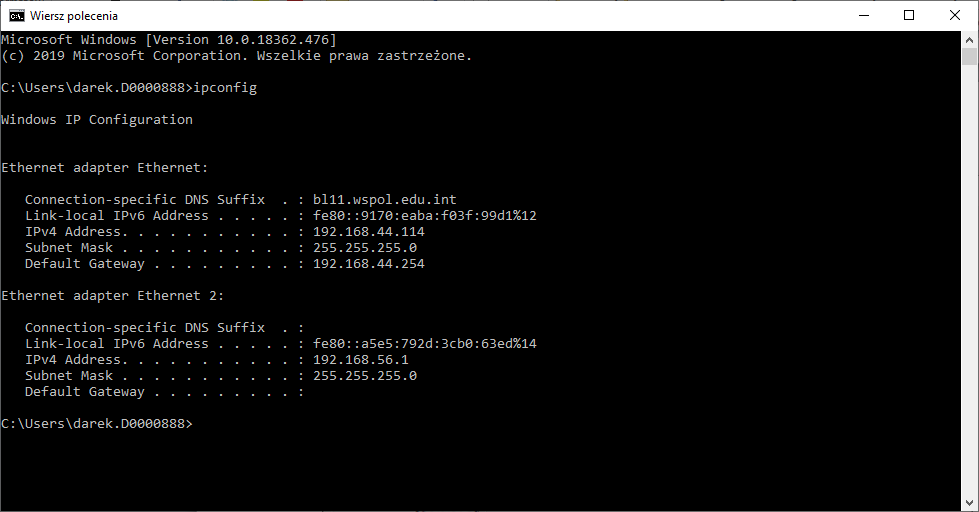 Wiersz polecenia
Microsoft Windows [Version 10.0.18362.476]
(c) 2019 Microsoft Corporation. Wszelkie prawa zastrzeżone.
C:\Users\darek.D0000888>ipconfig
Windows IP Configuration
Ethernet adapter Ethernet:
Connection-specific DNS Suffix  . : bl11.wspol.edu.int
Link-local IPv6 Address . . . . . : fe80::9170:eaba:f03f:99d1%12
IPv4 Address. . . . . . . . . . . : 192.168.44.114
Subnet Mask . . . . . . . . . . . : 255.255.255.0
Default Gateway . . . . . . . . . : 192.168.44.254
Ethernet adapter Ethernet 2:
Connection-specific DNS Suffix  . :
Link-local IPv6 Address . . . . . : fe80::a5e5:792d:3cb0:63ed%14
IPv4 Address. . . . . . . . . . . : 192.168.56.1
Subnet Mask . . . . . . . . . . . : 255.255.255.0
Default Gateway . . . . . . . . . :
C:\Users\darek.D0000888>